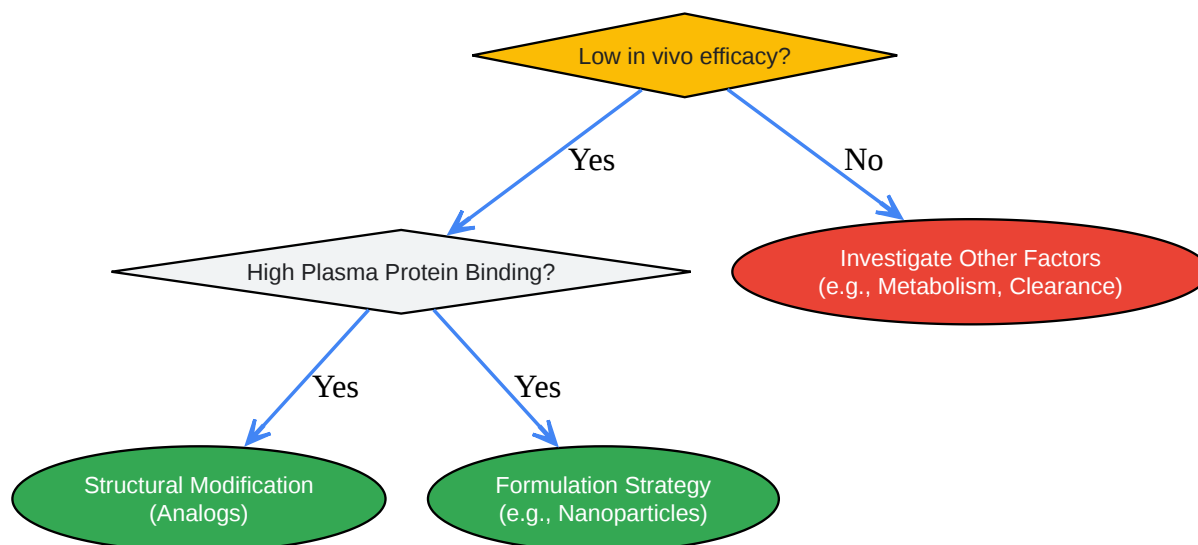 Low in vivo efficacy?
Yes
No
High Plasma Protein Binding?
Investigate Other Factors
(e.g., Metabolism, Clearance)
Yes
Yes
Structural Modification
(Analogs)
Formulation Strategy
(e.g., Nanoparticles)